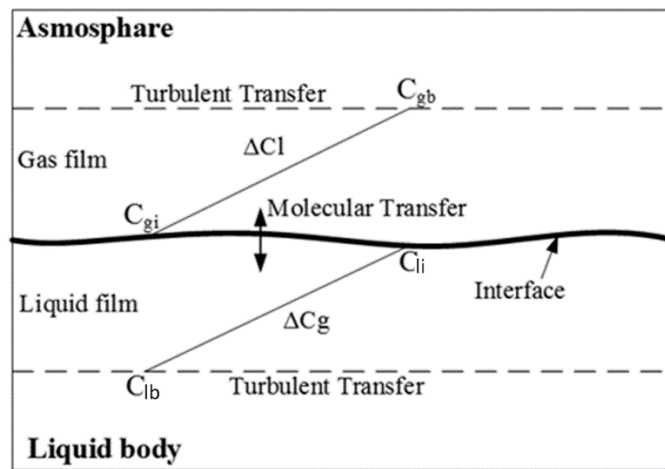 Asmosphare
Turbulent Transfer
Cgb
ΔCl
Gas film
Cgi
Molecular Transfer
Cli
Interface
Liquid film
ΔCg
Clb
Turbulent Transfer
Liquid body